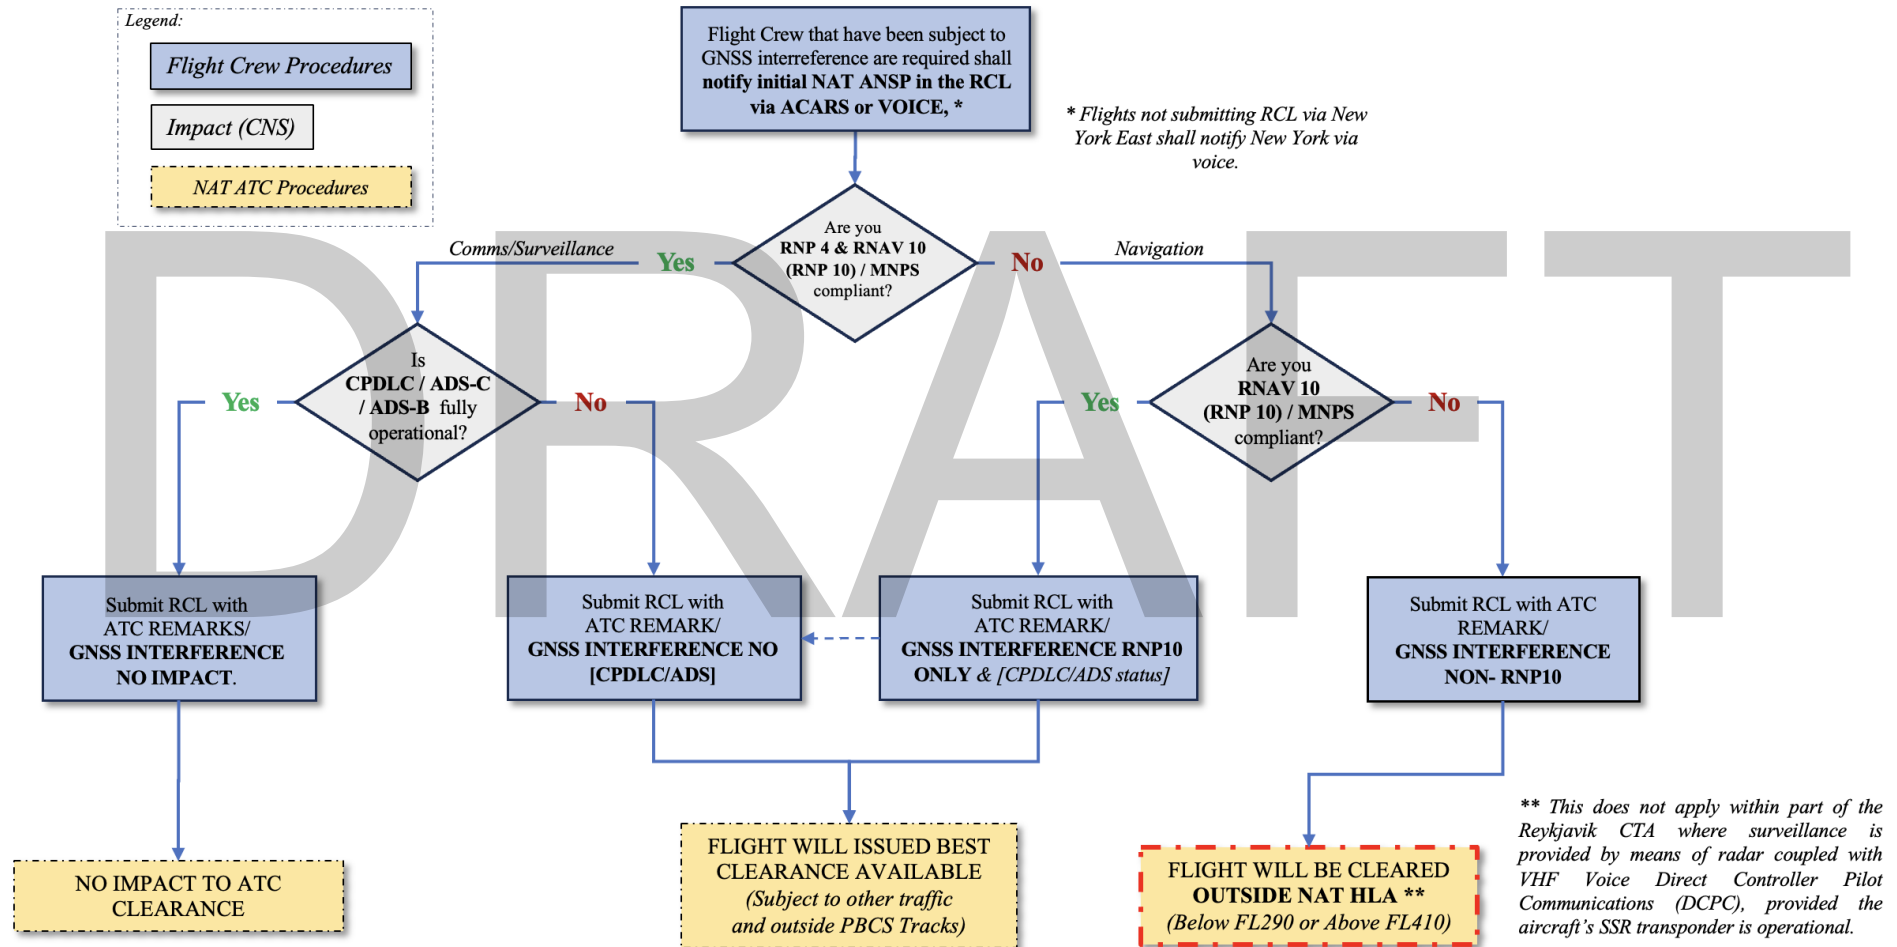 Legend:
Flight Crew Procedures
Impact (CNS)
NAT ATC Procedures
Flight Crew that have been subject to
GNSS interreference are required shall
notify initial NAT ANSP in the RCL
via ACARS or VOICE, *
* Flights not submitting RCL via New
York East shall notify New York via
voice.
Are you
RNP 4 & RNAV 10
(RNP 10) / MNPS
compliant?
Comms/Surveillance
Yes
No
Navigation
Is
CPDLC / ADS-C
/ ADS-B fully
operational?
Yes
No
Are you
RNAV 10
(RNP 10) / MNPS
compliant?
Yes
No
DRAFT
Submit RCL with
ATC REMARKS/
GNSS INTERFERENCE
NO IMPACT.
Submit RCL with
ATC REMARK/
GNSS INTERFERENCE NO
[CPDLC/ADS]
Submit RCL with
ATC REMARK/
GNSS INTERFERENCE RNP10
ONLY & [CPDLC/ADS status]
Submit RCL with ATC
REMARK/
GNSS INTERFERENCE
NON- RNP10
NO IMPACT TO ATC
CLEARANCE
FLIGHT WILL ISSUED BEST
CLEARANCE AVAILABLE
(Subject to other traffic
and outside PBCS Tracks)
FLIGHT WILL BE CLEARED
OUTSIDE NAT HLA **
(Below FL290 or Above FL410)
** This does not apply within part of the
Reykjavik CTA where surveillance is
provided by means of radar coupled with
VHF Voice Direct Controller Pilot
Communications (DCPC), provided the
aircraft's SSR transponder is operational.